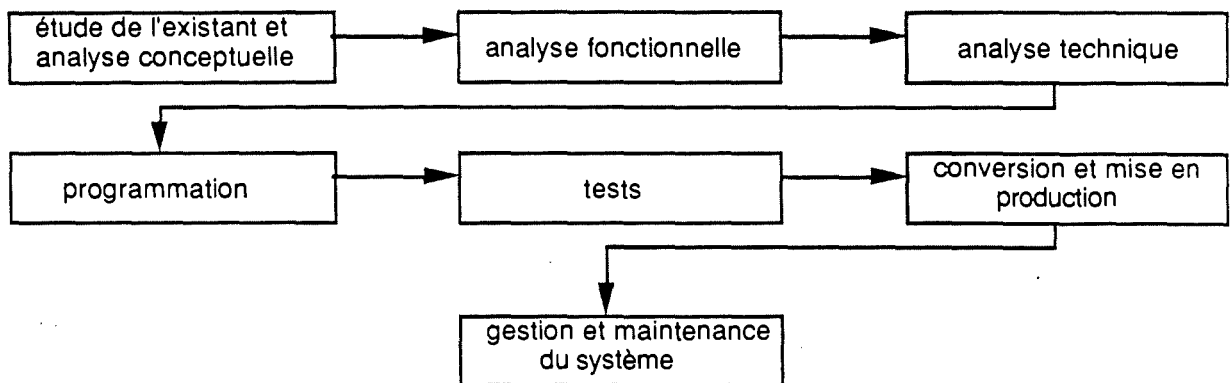 étude de l'existant et
analyse conceptuelle
analyse fonctionnelle
analyse technique
programmation
tests
conversion et mise en
production
gestion et maintenance
du système